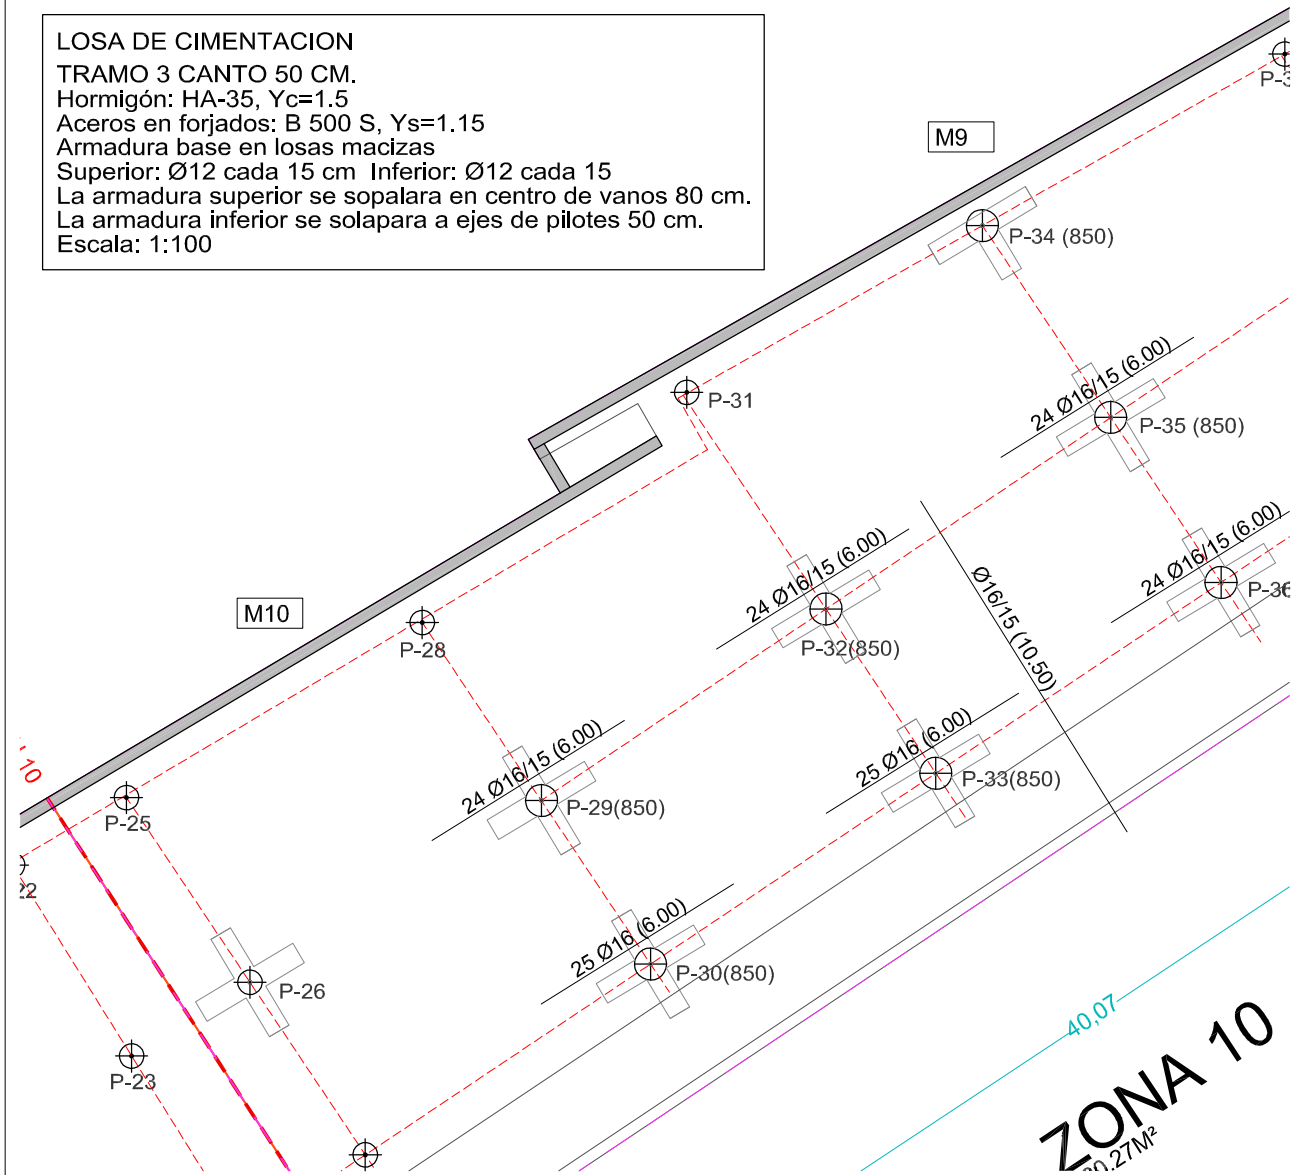 LOSA DE CIMENTACION
TRAMO 3 CANTO 50 CM.
Hormigón: HA-35, Yc=1.5
Aceros en forjados: B 500 S, Ys=1.15
Armadura base en losas macizas
Superior: Ø12 cada 15 cm Inferior: Ø12 cada 15
La armadura superior se sopalara en centro de vanos 80 cm.
La armadura inferior se solapara a ejes de pilotes 50 cm.
Escala: 1:100
M9
P-3
P-34 (850)
24 Ø16/15 (6.00)
P-31
P-35 (850)
24 Ø16/15 (6.00)
24 Ø16/15 (6.00)
Ø16/15 (10.50)
P-36
M10
P-28
P-32(850)
24 Ø16/15 (6.00)
25 Ø16 (6.00)
P-33(850)
10
P-25
P-29(850)
22
25 Ø16 (6.00)
P-30(850)
P-26
40,07
P-23
ZONA 10
0.27M²